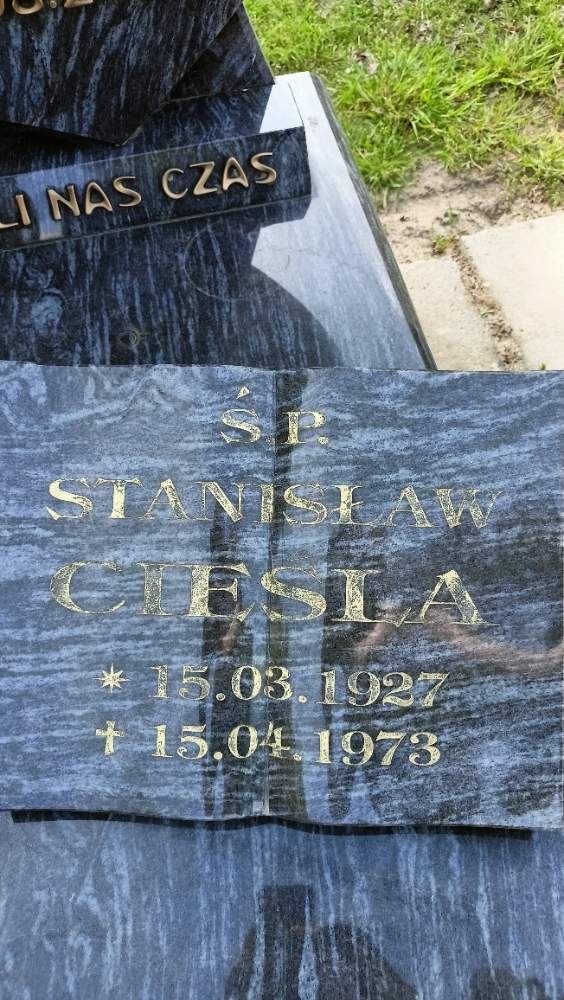 NAS CZAS
Ś.P.
STANISŁAW
CIEŚLA
* 15.03.1927
† 15.04.1973